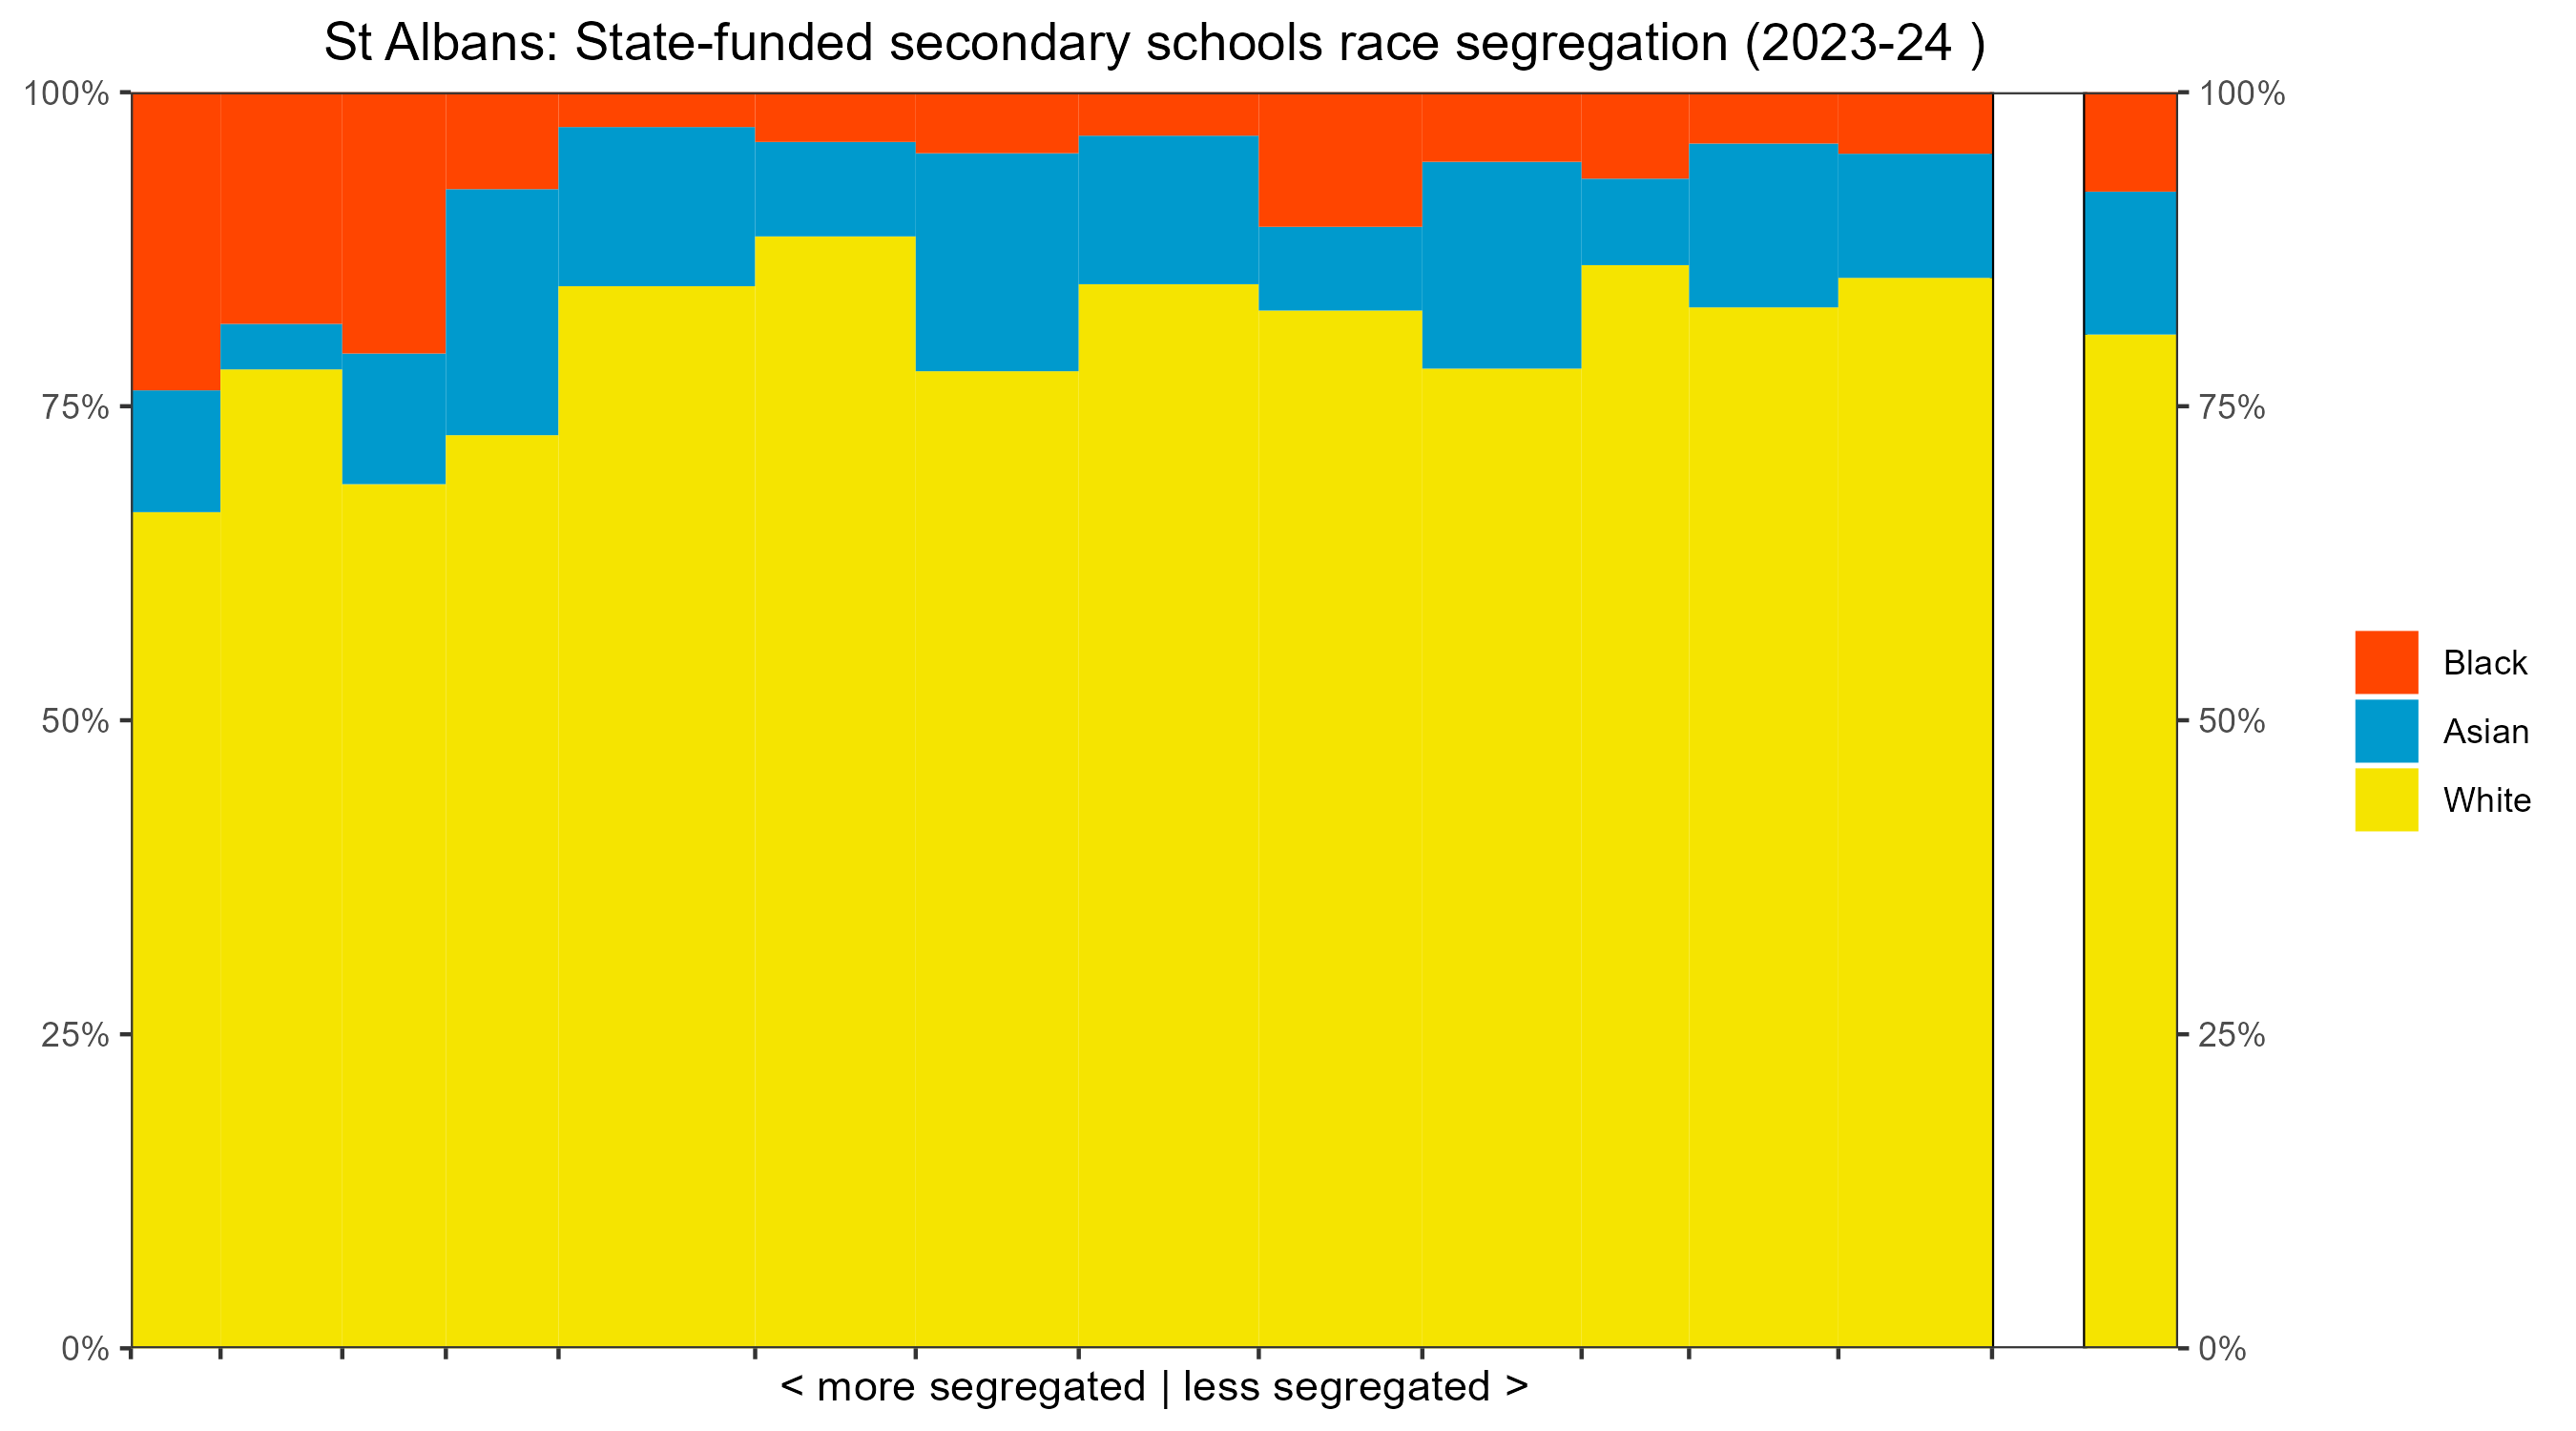 St Albans: State-funded secondary schools race segregation (2023-24 )
100%
75%
50%
25%
0%
100%
75%
50%
25%
0%
Black
Asian
White
< more segregated | less segregated >